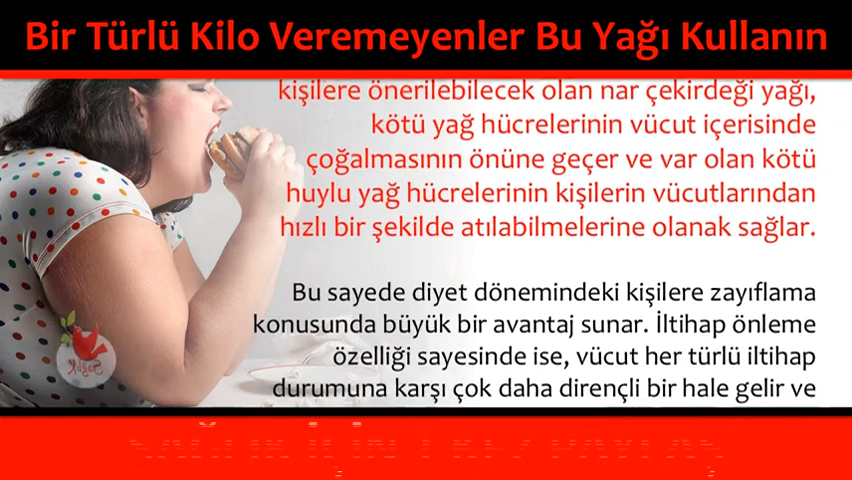 Bir Türlü Kilo Veremeyenler Bu Yağı Kullanın
kişilere önerilebilecek olan nar çekirdeği yağı,
kötü yağ hücrelerinin vücut içerisinde
çoğalmasının önüne geçer ve var olan kötü
huylu yağ hücrelerinin kişilerin vücutlarından
hızlı bir şekilde atılabilmelerine olanak sağlar.
Bu sayede diyet dönemindeki kişilere zayıflama
konusunda büyük bir avantaj sunar. İltihap önleme
özelliği sayesinde ise, vücut her türlü iltihap
durumuna karşı çok daha dirençli bir hale gelir ve